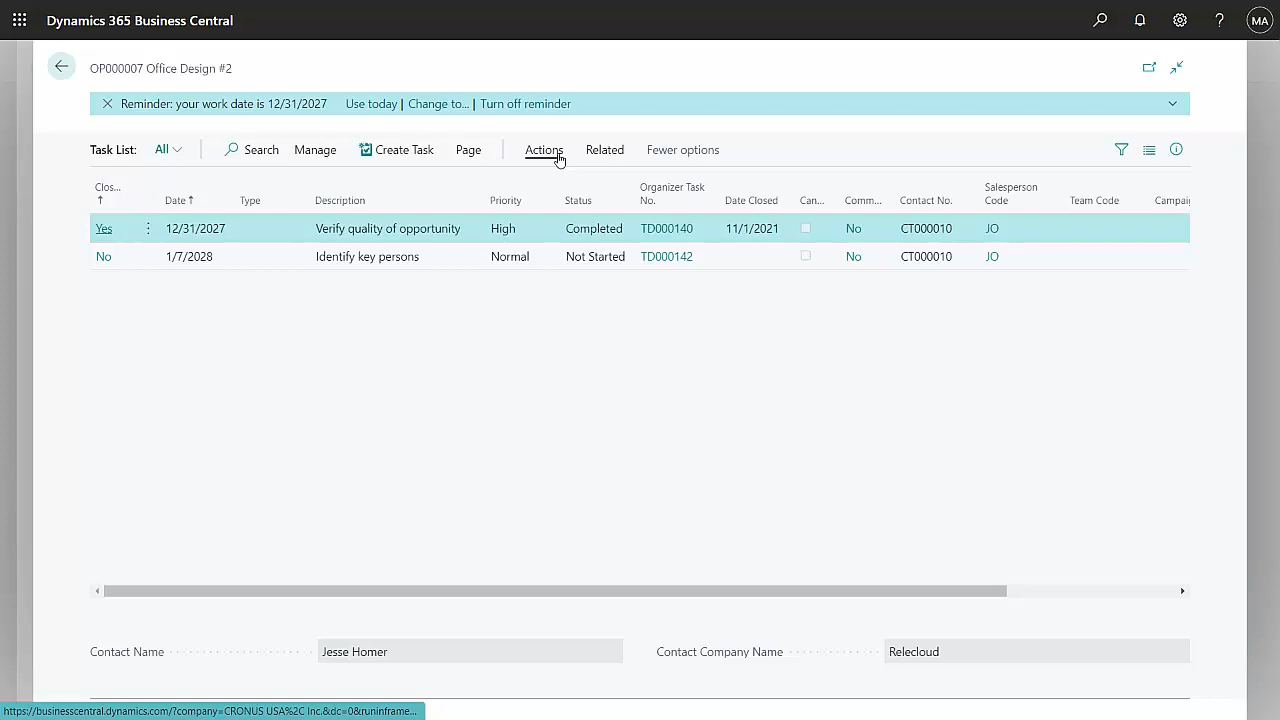 Dynamics 365 Business Central
MA
OP000007 Office Design #2
Reminder: your work date is 12/31/2027 Use today | Change to... | Turn off reminder
Task List: All Search Manage Create Task Page Actions Related Fewer options
Clos... Date Type Description Priority Status Organizer Task No. Date Closed Can... Comm... Contact No. Salesperson Code Team Code Campai
Yes 12/31/2027 Verify quality of opportunity High Completed TD000140 11/1/2021 No CT000010 JO
No 1/7/2028 Identify key persons Normal Not Started TD000142 No CT000010 JO
Contact Name Jesse Homer Contact Company Name Relecloud
https://businesscentral.dynamics.com/?company=CRONUS USA%2C Inc.&dc=0&runinframe...